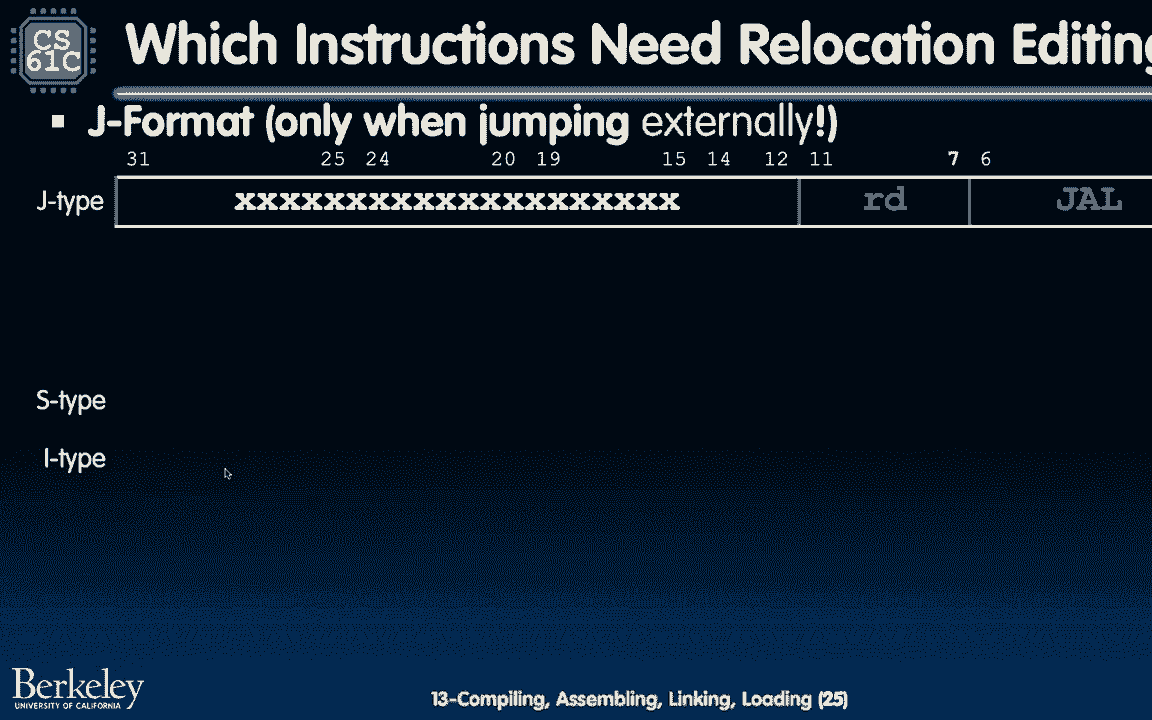 CS
61C
Which Instructions Need Relocation Editing
▪ J-Format (only when jumping externally!)
31 25 24 20 19 15 14 12 11 7 6
J-type xxxxxxxxxxxxxxxxxxxx rd JAL
S-type
I-type
Berkeley
UNIVERSITY OF CALIFORNIA
13-Compiling, Assembling, Linking, Loading (25)